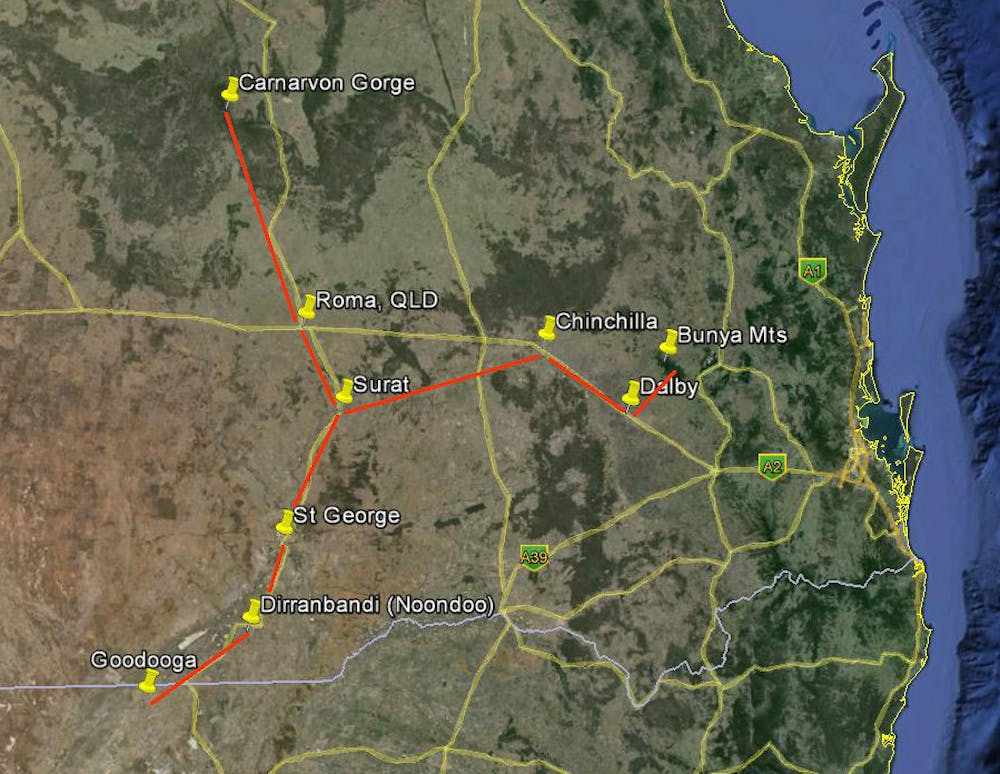 Carnarvon Gorge
A1
Roma, QLD
Chinchilla
Bunya Mts
Surat
Dalby
A2
St George
A39
Dirranbandi (Noondoo)
Goodooga